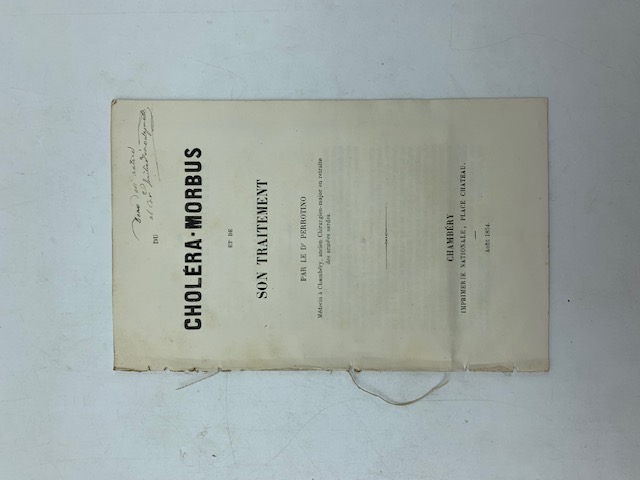 DU
CHOLÉRA-MORBUS
ET DE
SON TRAITEMENT
PAR LE Dr PERROTINO
Médecin à Chambéry, ancien Chirurgien-major en retraite
des armées sardes.
CHAMBÉRY
IMPRIMERIE NATIONALE, PLACE CHATEAU.
Août 1854